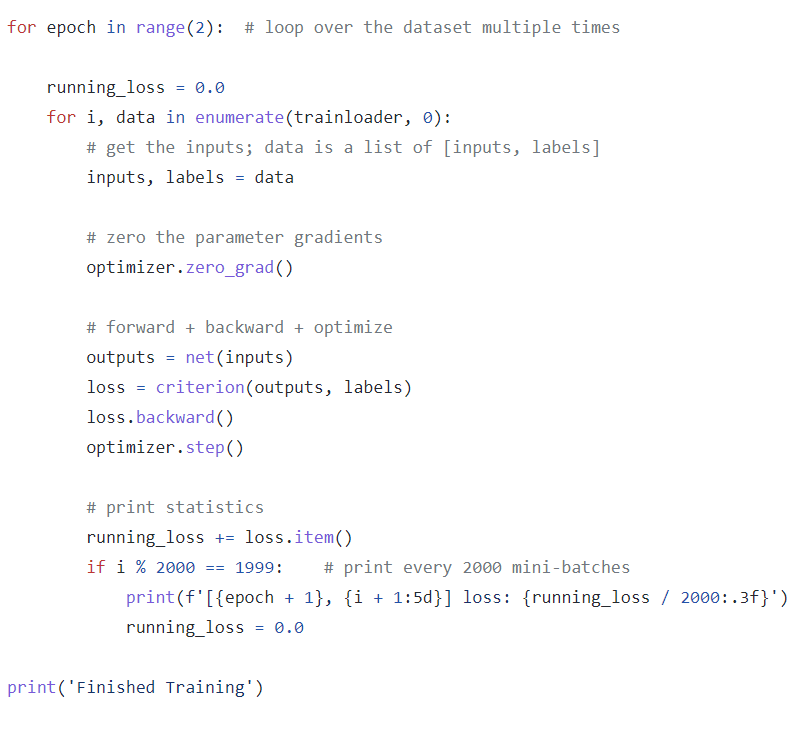 for epoch in range(2):  # loop over the dataset multiple times
    running_loss = 0.0
    for i, data in enumerate(trainloader, 0):
        # get the inputs; data is a list of [inputs, labels]
        inputs, labels = data
        # zero the parameter gradients
        optimizer.zero_grad()
        # forward + backward + optimize
        outputs = net(inputs)
        loss = criterion(outputs, labels)
        loss.backward()
        optimizer.step()
        # print statistics
        running_loss += loss.item()
        if i % 2000 == 1999:    # print every 2000 mini-batches
            print(f'[{epoch + 1}, {i + 1:5d}] loss: {running_loss / 2000:.3f}')
            running_loss = 0.0
print('Finished Training')